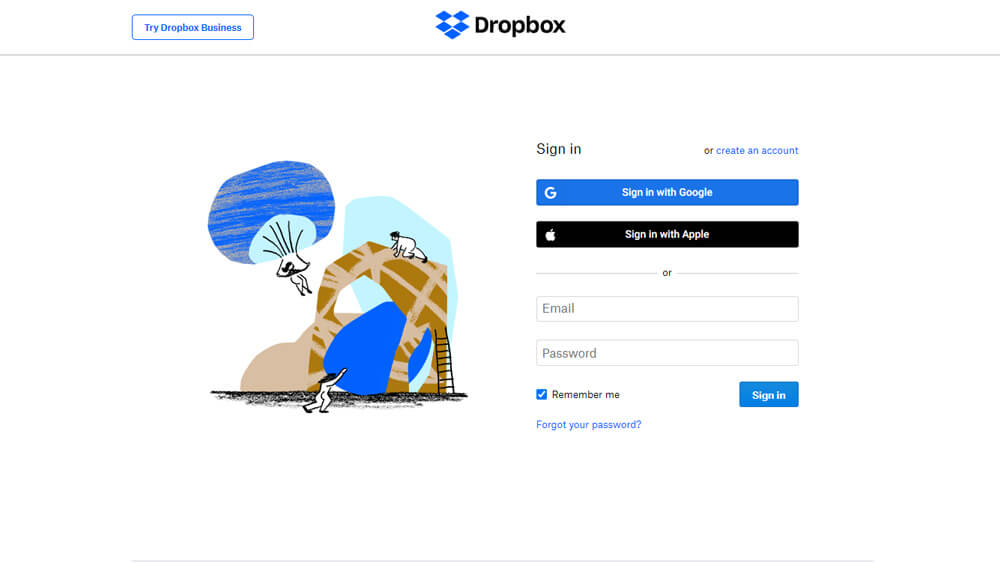 Try Dropbox Business
Dropbox
Sign in
or create an account
Sign in with Google
Sign in with Apple
or
Email
Password
Remember me
Sign in
Forgot your password?